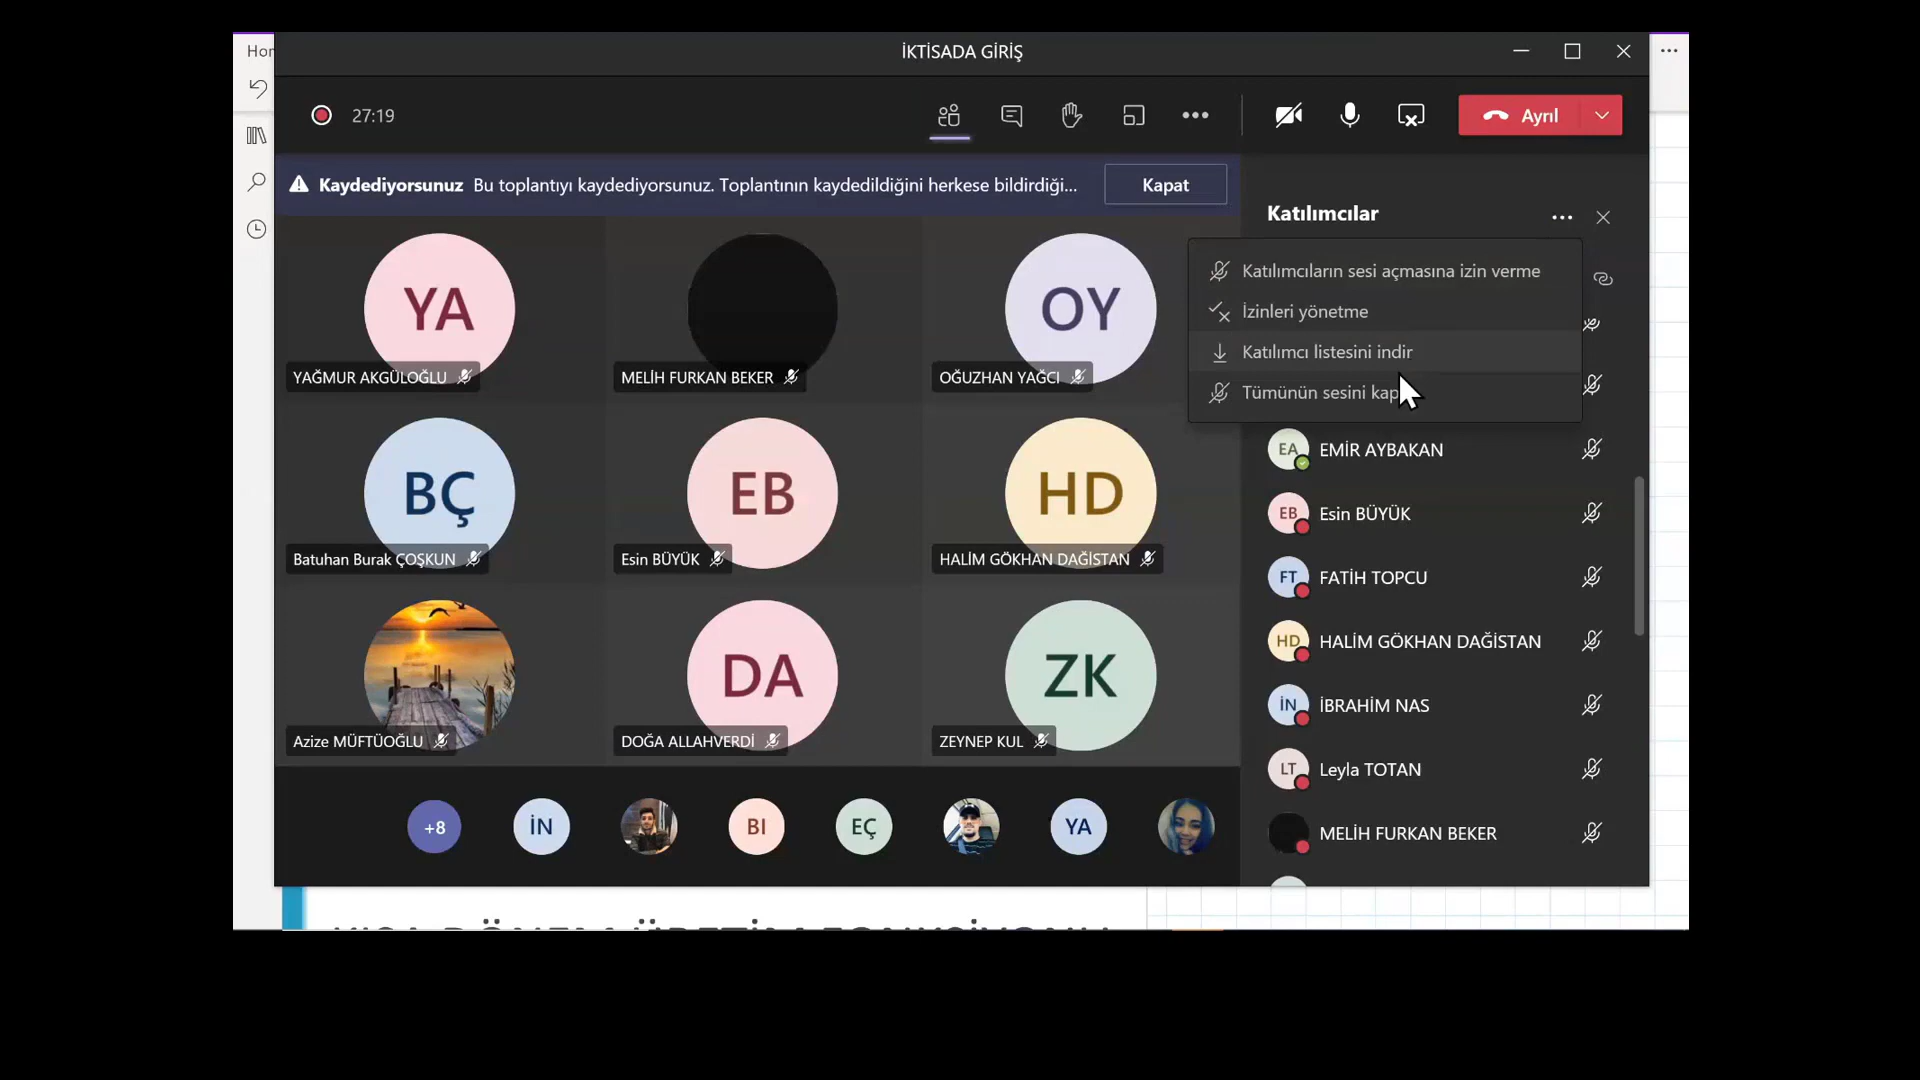 Hor
İKTİSADA GİRİŞ
27:19
Ayrıl
Kaydediyorsunuz Bu toplantıyı kaydediyorsunuz. Toplantının kaydedildiğini herkese bildirdiği...
Kapat
Katılımcılar
Katılımcıların sesi açmasına izin verme
İzinleri yönetme
Katılımcı listesini indir
Tümünün sesini kap
YA
YAĞMUR AKGÜLOĞLU
MELİH FURKAN BEKER
OY
OĞUZHAN YAĞCI
BÇ
Batuhan Burak ÇOŞKUN
EB
Esin BÜYÜK
HD
HALİM GÖKHAN DAĞİSTAN
Azize MÜFTÜOĞLU
DA
DOĞA ALLAHVERDİ
ZK
ZEYNEP KUL
+8
İN
BI
EÇ
YA
EA EMİR AYBAKAN
EB Esin BÜYÜK
FT FATİH TOPCU
HD HALİM GÖKHAN DAĞİSTAN
İN İBRAHİM NAS
LT Leyla TOTAN
MELİH FURKAN BEKER